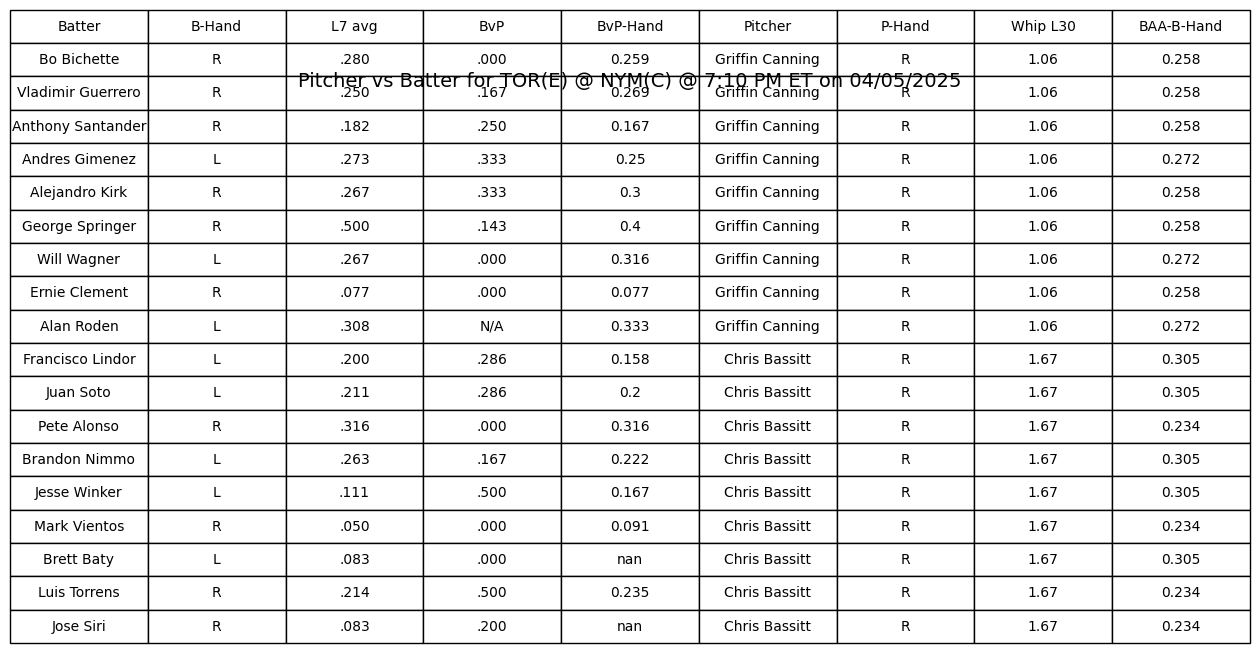 Batter B-Hand L7 avg BvP BvP-Hand Pitcher P-Hand Whip L30 BAA-B-Hand
Bo Bichette R .280 .000 0.259 Griffin Canning R 1.06 0.258
Pitcher vs Batter for TOR(E) @ NYM(C) @ 7:10 PM ET on 04/05/2025
Vladimir Guerrero R .250 .167 0.269 Griffin Canning R 1.06 0.258
Anthony Santander R .182 .250 0.167 Griffin Canning R 1.06 0.258
Andres Gimenez L .273 .333 0.25 Griffin Canning R 1.06 0.272
Alejandro Kirk R .267 .333 0.3 Griffin Canning R 1.06 0.258
George Springer R .500 .143 0.4 Griffin Canning R 1.06 0.258
Will Wagner L .267 .000 0.316 Griffin Canning R 1.06 0.272
Ernie Clement R .077 .000 0.077 Griffin Canning R 1.06 0.258
Alan Roden L .308 N/A 0.333 Griffin Canning R 1.06 0.272
Francisco Lindor L .200 .286 0.158 Chris Bassitt R 1.67 0.305
Juan Soto L .211 .286 0.2 Chris Bassitt R 1.67 0.305
Pete Alonso R .316 .000 0.316 Chris Bassitt R 1.67 0.234
Brandon Nimmo L .263 .167 0.222 Chris Bassitt R 1.67 0.305
Jesse Winker L .111 .500 0.167 Chris Bassitt R 1.67 0.305
Mark Vientos R .050 .000 0.091 Chris Bassitt R 1.67 0.234
Brett Baty L .083 .000 nan Chris Bassitt R 1.67 0.305
Luis Torrens R .214 .500 0.235 Chris Bassitt R 1.67 0.234
Jose Siri R .083 .200 nan Chris Bassitt R 1.67 0.234